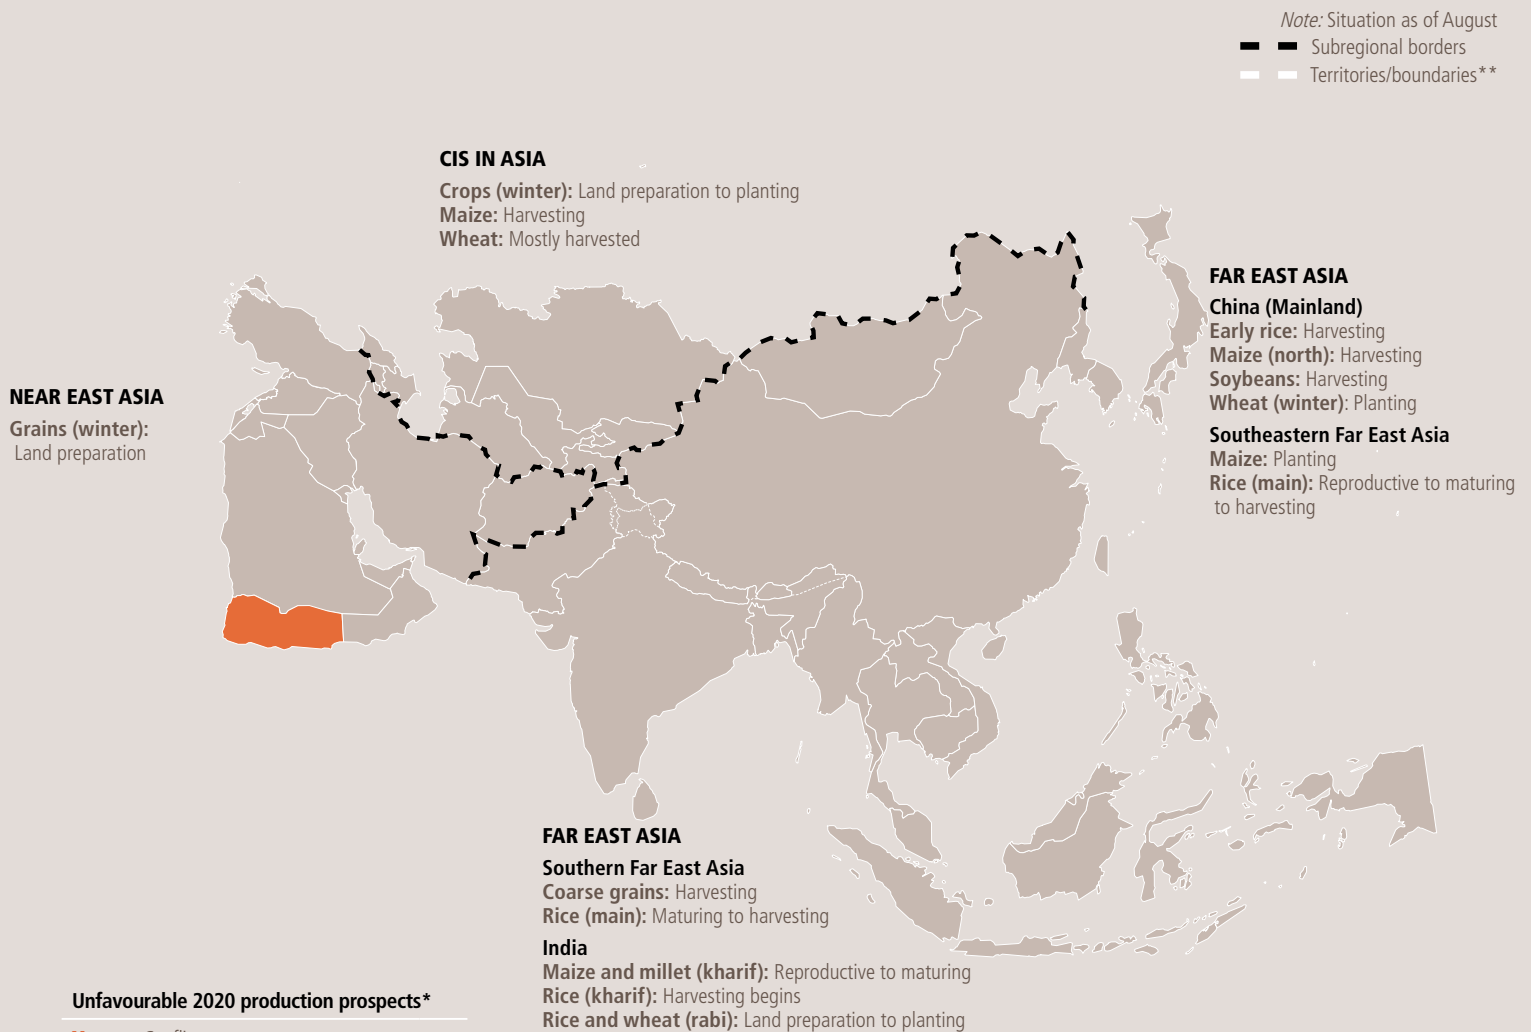 Note: Situation as of August
Subregional borders
Territories/boundaries**
CIS IN ASIA
Crops (winter): Land preparation to planting
Maize: Harvesting
Wheat: Mostly harvested
NEAR EAST ASIA
Grains (winter):
Land preparation
FAR EAST ASIA
China (Mainland)
Early rice: Harvesting
Maize (north): Harvesting
Soybeans: Harvesting
Wheat (winter): Planting
Southeastern Far East Asia
Maize: Planting
Rice (main): Reproductive to maturing
to harvesting
FAR EAST ASIA
Southern Far East Asia
Coarse grains: Harvesting
Rice (main): Maturing to harvesting
India
Maize and millet (kharif): Reproductive to maturing
Rice (kharif): Harvesting begins
Rice and wheat (rabi): Land preparation to planting
Unfavourable 2020 production prospects*